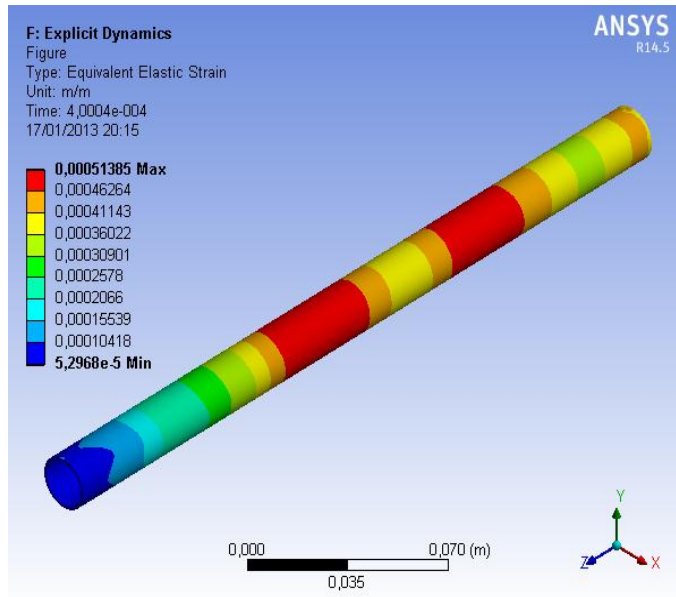 F: Explicit Dynamics
Figure
Type: Equivalent Elastic Strain
Unit: m/m
Time: 4,0004e-004
17/01/2013 20:15
ANSYS
R14.5
0,00051385 Max
0,00046264
0,00041143
0,00036022
0,00030901
0,0002578
0,0002066
0,00015539
0,00010418
5,2968e-5 Min
0,000
0,070 (m)
0,035
Y
Z
X